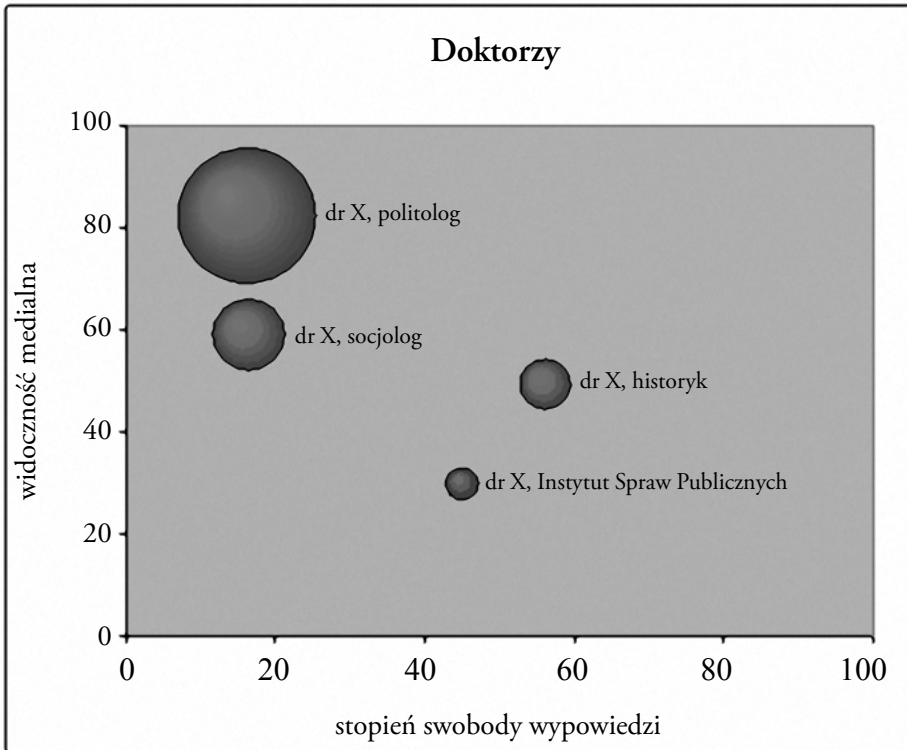 Doktorzy
100
dr X, politolog
80
60
dr X, socjolog
dr X, historyk
40
dr X, Instytut Spraw Publicznych
20
0
0 20 40 60 80 100
widoczność medialna
stopień swobody wypowiedzi